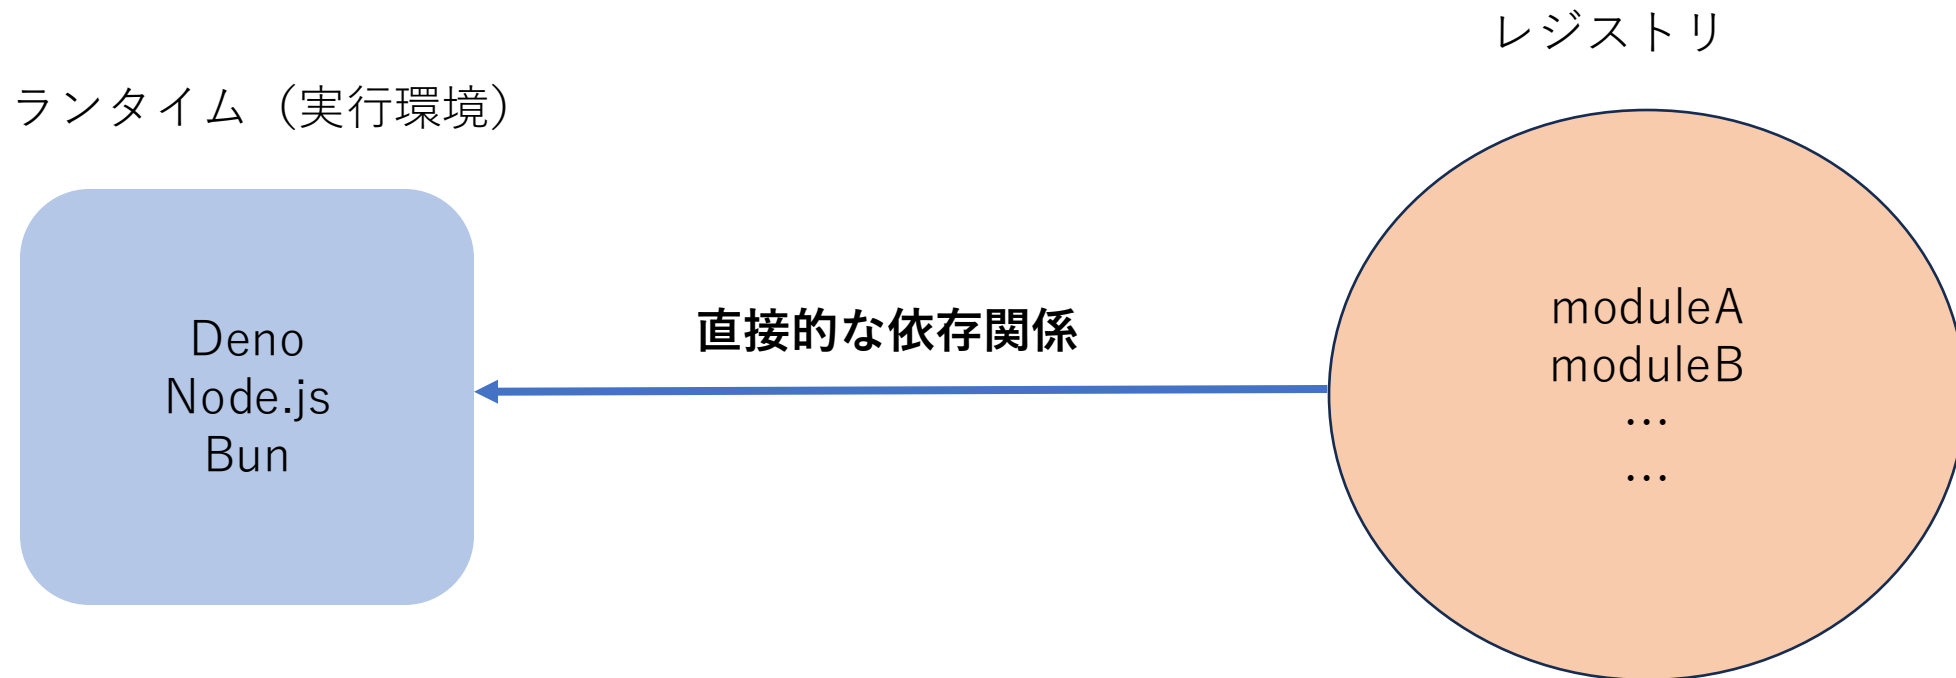 レジストリ
ランタイム（実行環境）
Deno
Node.js
Bun
直接的な依存関係
moduleA
moduleB
…
…